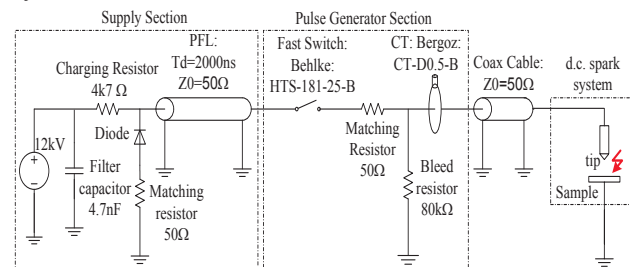 Supply Section
Pulse Generator Section
PFL:
Td=2000ns
Z0=50Ω
Fast Switch:
Behlke:
HTS-181-25-B
CT: Bergoz:
CT-D0.5-B
Coax Cable:
Z0=50Ω
d.c. spark
system
Charging Resistor
4k7 Ω
Diode
12kV
+
−
Filter
capacitor
4.7nF
Matching
resistor
50Ω
Matching
Resistor
50Ω
Bleed
resistor
80kΩ
tip
Sample